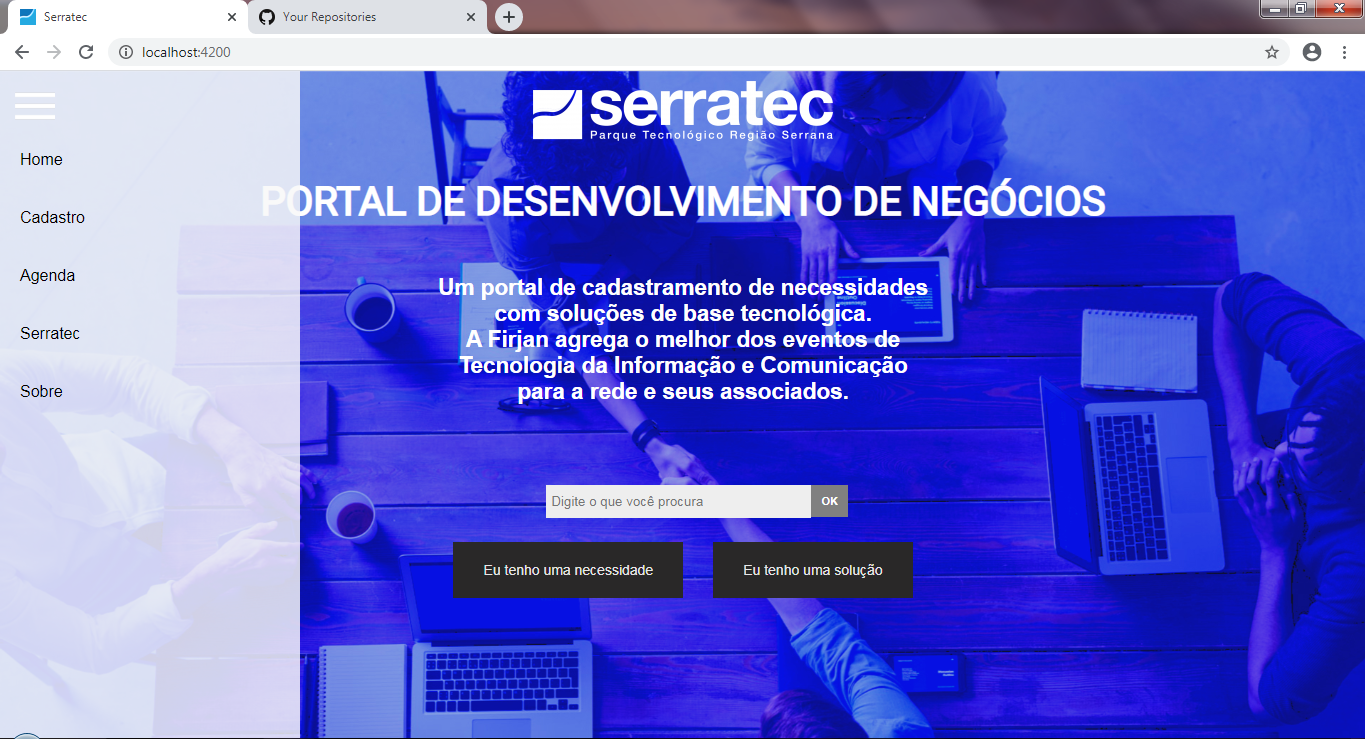 Serratec
Your Repositories
localhost:4200
serratec
Parque Tecnológico Região Serrana
Home
Cadastro
Agenda
Serratec
Sobre
PORTAL DE DESENVOLVIMENTO DE NEGÓCIOS
Um portal de cadastramento de necessidades
com soluções de base tecnológica.
A Firjan agrega o melhor dos eventos de
Tecnologia da Informação e Comunicação
para a rede e seus associados.
Digite o que você procura
OK
Eu tenho uma necessidade
Eu tenho uma solução